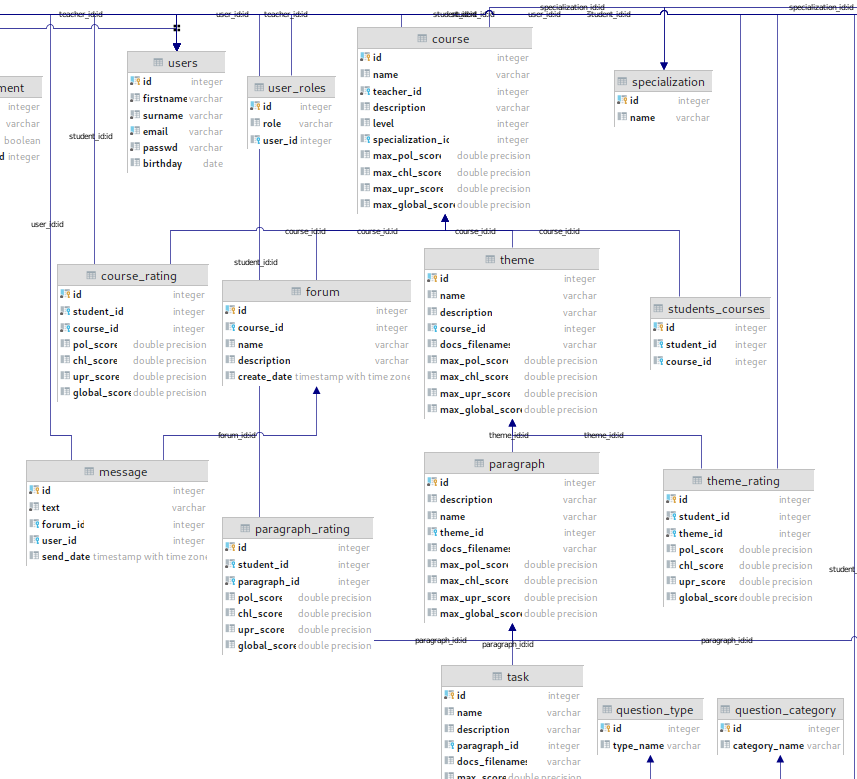 specialization_id:id
specialization_id:id
teacher_id:id
user_id:id
teacher_id:id
user_id:id
Student_id:id
course
id integer
name varchar
teacher_id integer
description varchar
level integer
specialization_id integer
max_pol_score double precision
max_chl_score double precision
max_upr_score double precision
max_global_score double precision
users
id integer
firstname varchar
surname varchar
email varchar
passwd varchar
birthday date
user_roles
id integer
role varchar
user_id integer
specialization
id integer
name varchar
ment
integer
varchar
boolean
d integer
student_id:id
user_id:id
student_id:id
course_id:id
course_id:id
course_id:id
course_id:id
course_rating
id integer
student_id integer
course_id integer
pol_score double precision
chl_score double precision
upr_score double precision
global_score double precision
forum
id integer
course_id integer
name varchar
description varchar
create_date timestamp with time zone
theme
id integer
name varchar
description varchar
course_id integer
docs_filenames varchar
max_pol_score double precision
max_chl_score double precision
max_upr_score double precision
max_global_score double precision
students_courses
id integer
student_id integer
course_id integer
forum_id:id
theme_id:id
theme_id:id
message
id integer
text varchar
forum_id integer
user_id integer
send_date timestamp with time zone
paragraph_rating
id integer
student_id integer
paragraph_id integer
pol_score double precision
chl_score double precision
upr_score double precision
global_score double precision
paragraph
id integer
description varchar
name varchar
theme_id integer
docs_filenames varchar
max_pol_score double precision
max_chl_score double precision
max_upr_score double precision
max_global_score double precision
theme_rating
id integer
student_id integer
theme_id integer
pol_score double precision
chl_score double precision
upr_score double precision
global_score double precision
student_
paragraph_id:id
paragraph_id:id
paragraph_id:id
task
id integer
name varchar
description varchar
paragraph_id integer
docs_filenames varchar
max_score double precision
question_type
id integer
type_name varchar
question_category
id integer
category_name varchar